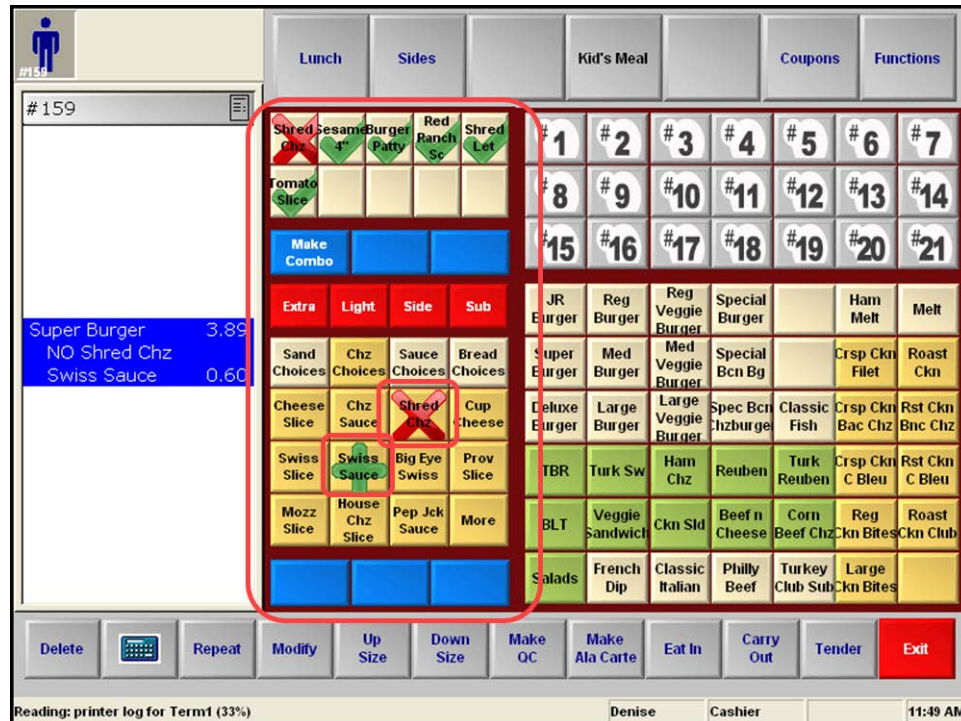 #159
Lunch
Sides
Kid's Meal
Coupons
Functions
#159
Shred Chz
Sesame 4"
Burger Patty
Red Ranch Sc
Shred Let
Tomato Slice
Make Combo
Extra
Light
Side
Sub
Sand Choices
Chz Choices
Sauce Choices
Bread Choices
Cheese Slice
Chz Sauce
Shred Chz
Cup Cheese
Swiss Slice
Swiss Sauce
Big Eye Swiss
Prov Slice
Mozz Slice
House Chz Slice
Pep Jck Sauce
More
Super Burger 3.89
NO Shred Chz
Swiss Sauce 0.60
#1 #2 #3 #4 #5 #6 #7
#8 #9 #10 #11 #12 #13 #14
#15 #16 #17 #18 #19 #20 #21
JR Burger
Reg Burger
Reg Veggie Burger
Special Burger
Ham Melt
Melt
Super Burger
Med Burger
Med Veggie Burger
Special Bcn Bg
Crsp Ckn Filet
Roast Ckn
Deluxe Burger
Large Burger
Large Veggie Burger
Spec Bcn Chzburger
Classic Fish
Crsp Ckn Bac Chz
Rst Ckn Bnc Chz
TBR
Turk Sw
Ham Chz
Reuben
Turk Reuben
Crsp Ckn C Bleu
Rst Ckn C Bleu
BLT
Veggie Sandwich
Ckn Sld
Beef n Cheese
Corn Beef Chz
Reg Ckn Bites
Roast Ckn Club
Salads
French Dip
Classic Italian
Philly Beef
Turkey Club Sub
Large Ckn Bites
Delete
Repeat
Modify
Up Size
Down Size
Make QC
Make Ala Carte
Eat In
Carry Out
Tender
Exit
Reading: printer log for Term1 (33%)
Denise
Cashier
11:49 AM